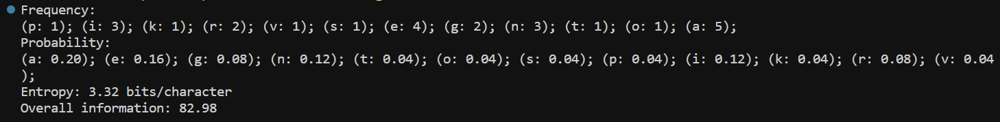 Frequency:
(p: 1); (i: 3); (k: 1); (r: 2); (v: 1); (s: 1); (e: 4); (g: 2); (n: 3); (t: 1); (o: 1); (a: 5);
Probability:
(a: 0.20); (e: 0.16); (g: 0.08); (n: 0.12); (t: 0.04); (o: 0.04); (s: 0.04); (p: 0.04); (i: 0.12); (k: 0.04); (r: 0.08); (v: 0.04
);
Entropy: 3.32 bits/character
Overall information: 82.98